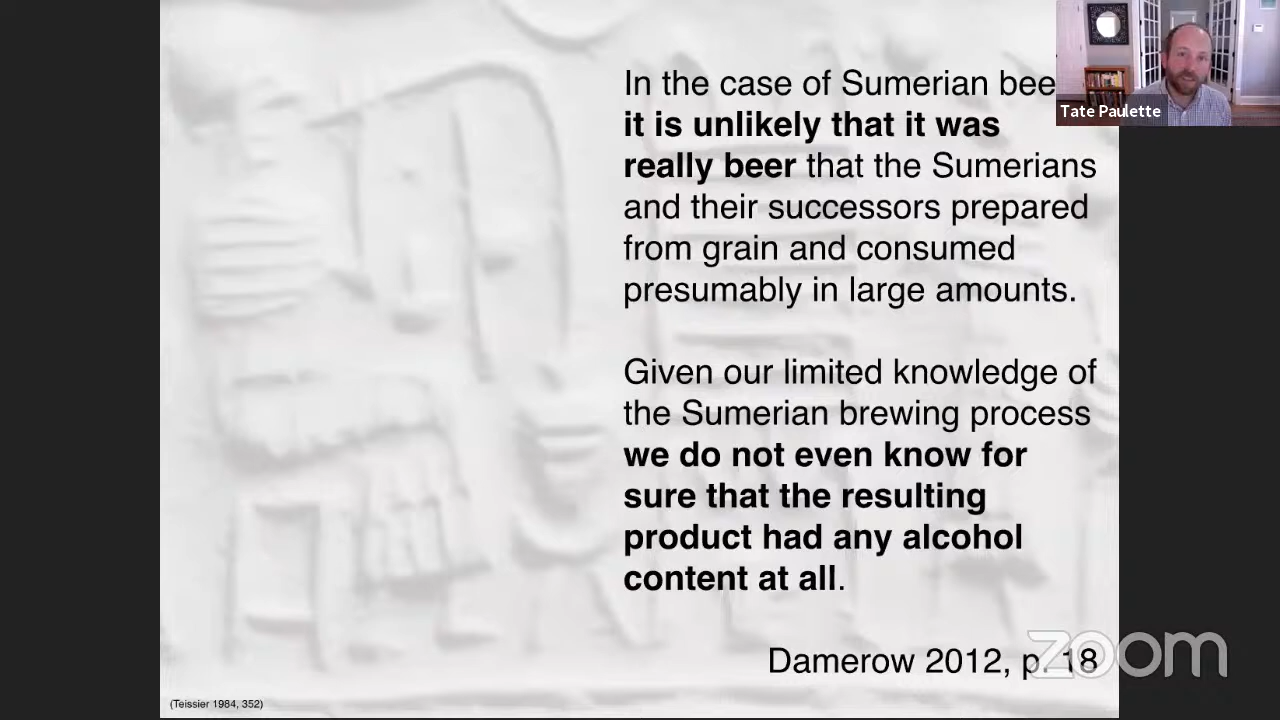 In the case of Sumerian bee
it is unlikely that it was
really beer that the Sumerians
and their successors prepared
from grain and consumed
presumably in large amounts.
Given our limited knowledge of
the Sumerian brewing process
we do not even know for
sure that the resulting
product had any alcohol
content at all.
Damerow 2012, p. 18
(Teissier 1984, 352)
Tate Paulette
zoom